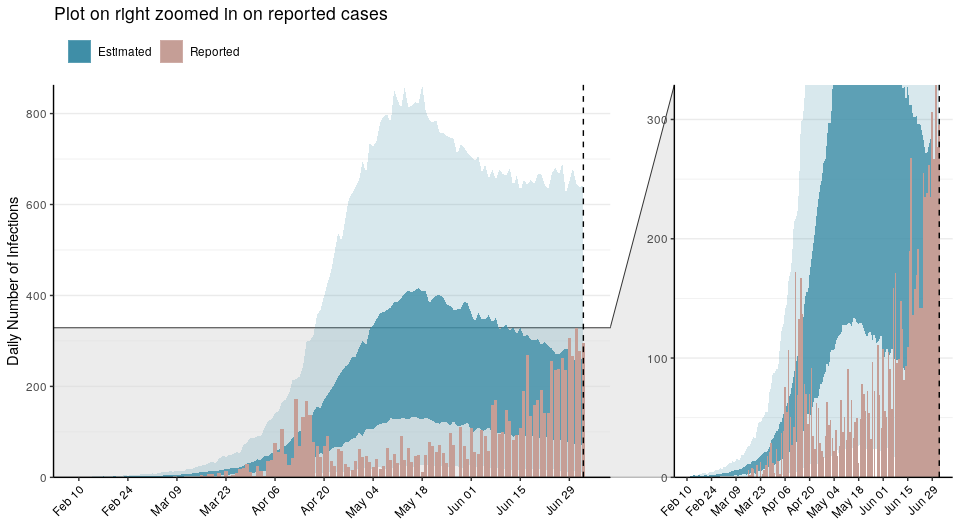 Plot on right zoomed in on reported cases
Estimated Reported
Daily Number of Infections
800
600
400
200
0
Feb 10 Feb 24 Mar 09 Mar 23 Apr 06 Apr 20 May 04 May 18 Jun 01 Jun 15 Jun 29
300
200
100
0
Feb 10 Feb 24 Mar 09 Mar 23 Apr 06 Apr 20 May 04 May 18 Jun 01 Jun 15 Jun 29